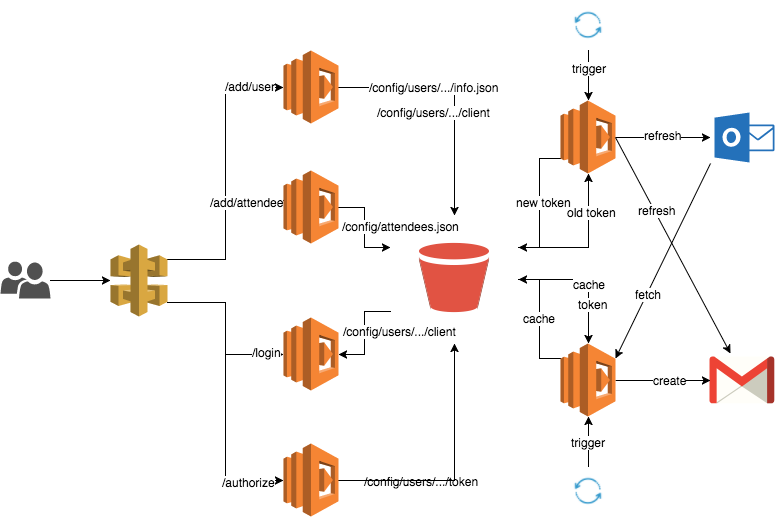 trigger
/add/user
/config/users/.../info.json
/config/users/.../client
refresh
/add/attendee
new token
old token
refresh
/config/attendees.json
cache
token
fetch
cache
/config/users/.../client
/login
create
trigger
/authorize
/config/users/.../token